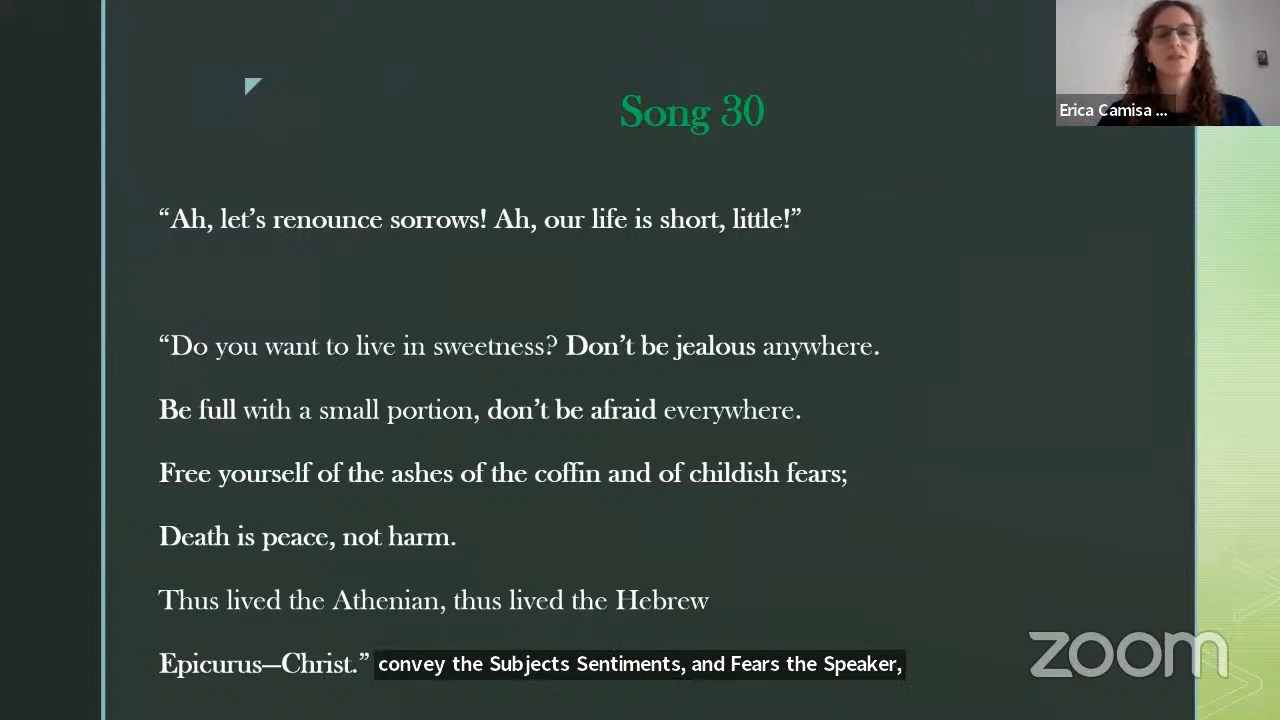 Song 30
Erica Camisa ...
“Ah, let’s renounce sorrows! Ah, our life is short, little!”
“Do you want to live in sweetness? Don’t be jealous anywhere.
Be full with a small portion, don’t be afraid everywhere.
Free yourself of the ashes of the coffin and of childish fears;
Death is peace, not harm.
Thus lived the Athenian, thus lived the Hebrew
Epicurus—Christ.”
convey the Subjects Sentiments, and Fears the Speaker,
zoom